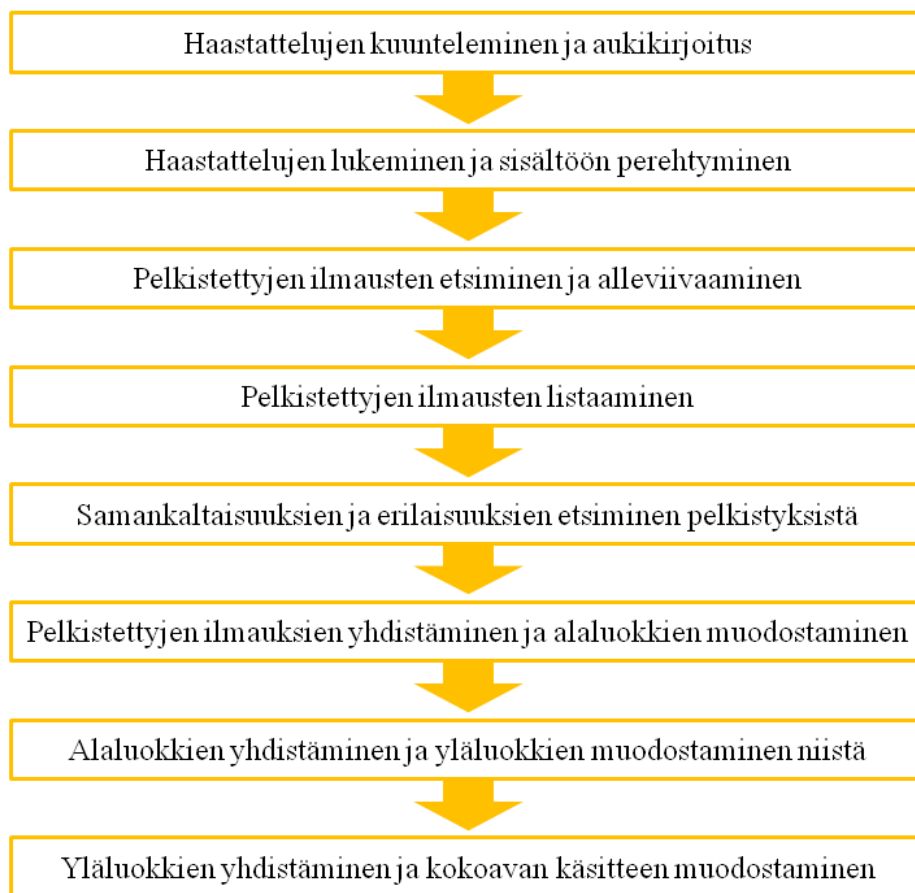 Haastattelujen kuunteleminen ja aukikirjoitus
Haastattelujen lukeminen ja sisältöön perehtyminen
Pelkistettyjen ilmausten etsiminen ja alleviivaaminen
Pelkistettyjen ilmausten listaaminen
Samankaltaisuuksien ja erilaisuuksien etsiminen pelkistyksistä
Pelkistettyjen ilmauksien yhdistäminen ja alaluokkien muodostaminen
Alaluokkien yhdistäminen ja yläluokkien muodostaminen niistä
Yläluokkien yhdistäminen ja kokoavan käsitteen muodostaminen